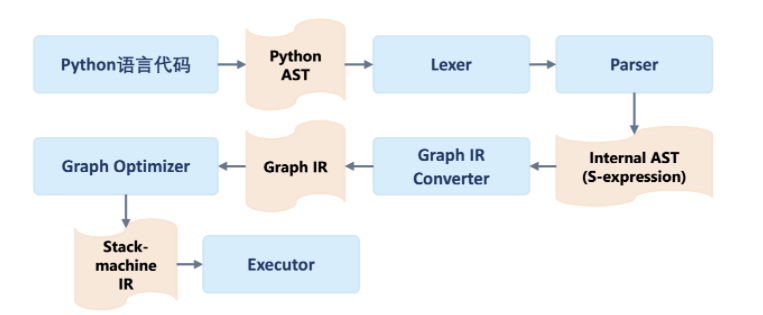 Python语言代码
Python
AST
Lexer
Parser
Graph Optimizer
Graph IR
Graph IR
Converter
Internal AST
(S-expression)
Stack-
machine
IR
Executor